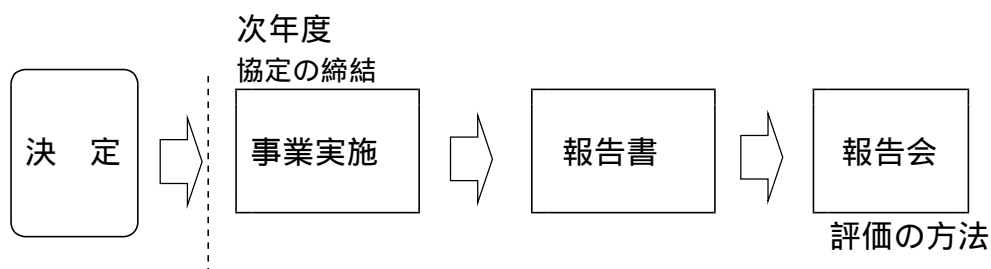 次年度
協定の締結
決　定
事業実施
報告書
報告会
評価の方法